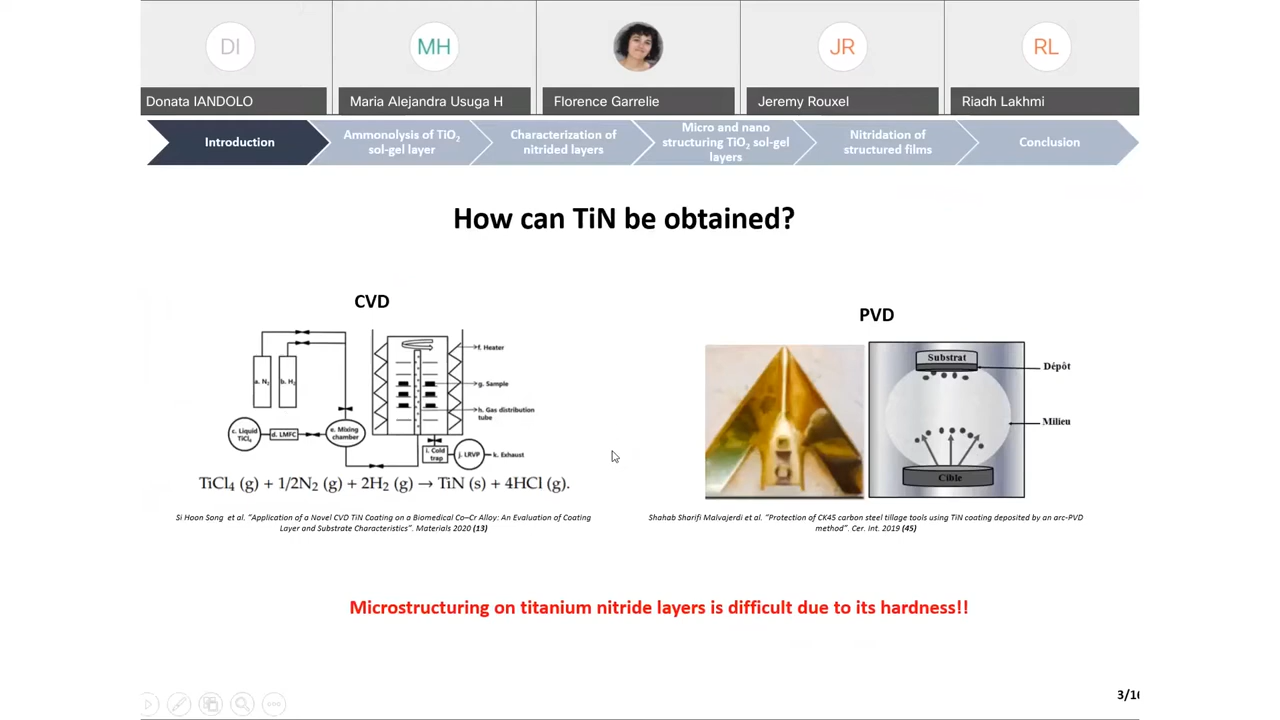 DI
MH
JR
RL
Donata IANDOLO
Maria Alejandra Usuga H
Florence Garrelie
Jeremy Rouxel
Riadh Lakhmi
Introduction
Ammonolysis of TiO₂
sol-gel layer
Characterization of
nitrided layers
Micro and nano
structuring TiO₂ sol-gel
layers
Nitridation of
structured films
Conclusion
How can TiN be obtained?
CVD
a. N₂
b. H₂
c. Liquid
TiCl₄
d. LMFC
e. Mixing
chamber
f. Heater
g. Sample
h. Gas distribution
tube
i. Cold
trap
j. LRVP
k. Exhaust
TiCl₄ (g) + 1/2N₂ (g) + 2H₂ (g) → TiN (s) + 4HCl (g).
Si Hoon Song et al. "Application of a Novel CVD TiN Coating on a Biomedical Co–Cr Alloy: An Evaluation of Coating
Layer and Substrate Characteristics". Materials 2020 (13)
PVD
Substrat
Dépôt
Milieu
Cible
Shahab Sharifi Malvajerdi et al. "Protection of CK45 carbon steel tillage tools using TiN coating deposited by an arc-PVD
method". Cer. Int. 2019 (45)
Microstructuring on titanium nitride layers is difficult due to its hardness!!
3/16